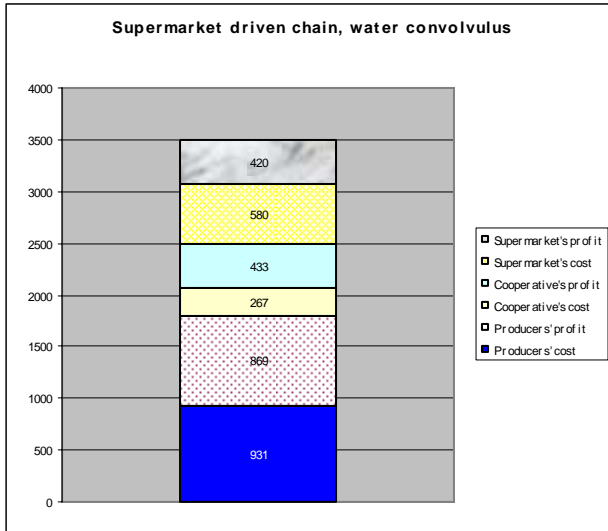 Supermarket driven chain, water convolvulus
4000
3500
3000
2500
2000
1500
1000
500
0
420
580
433
267
869
931
Supermarket's profit
Supermarket's cost
Cooperative's profit
Cooperative's cost
Producers' profit
Producers' cost